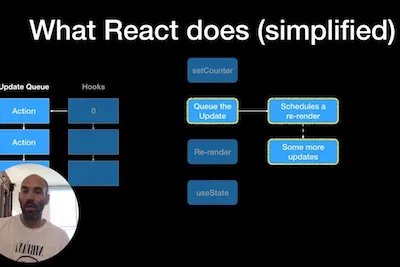 What React does (simplified)
Update Queue
Hooks
setCounter
Action
0
Queue the
Update
Schedules a
re-render
Action
Re-render
Some more
updates
useState